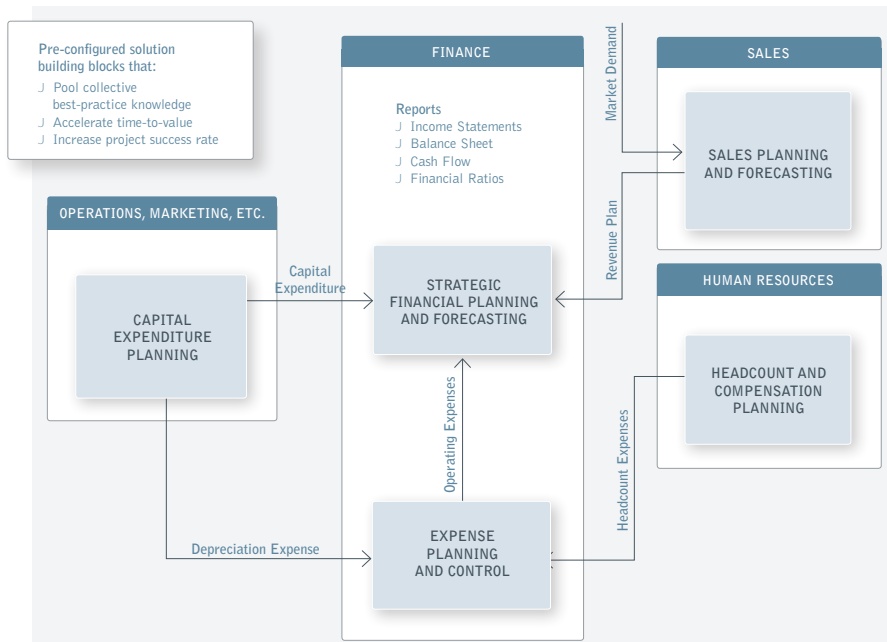 Pre-configured solution
building blocks that:
Pool collective
best-practice knowledge
Accelerate time-to-value
Increase project success rate
FINANCE
Reports
Income Statements
Balance Sheet
Cash Flow
Financial Ratios
Market Demand
SALES
SALES PLANNING
AND FORECASTING
Revenue Plan
OPERATIONS, MARKETING, ETC.
CAPITAL
EXPENDITURE
PLANNING
Capital
Expenditure
STRATEGIC
FINANCIAL PLANNING
AND FORECASTING
HUMAN RESOURCES
HEADCOUNT AND
COMPENSATION
PLANNING
Operating Expenses
Headcount Expenses
Depreciation Expense
EXPENSE
PLANNING
AND CONTROL